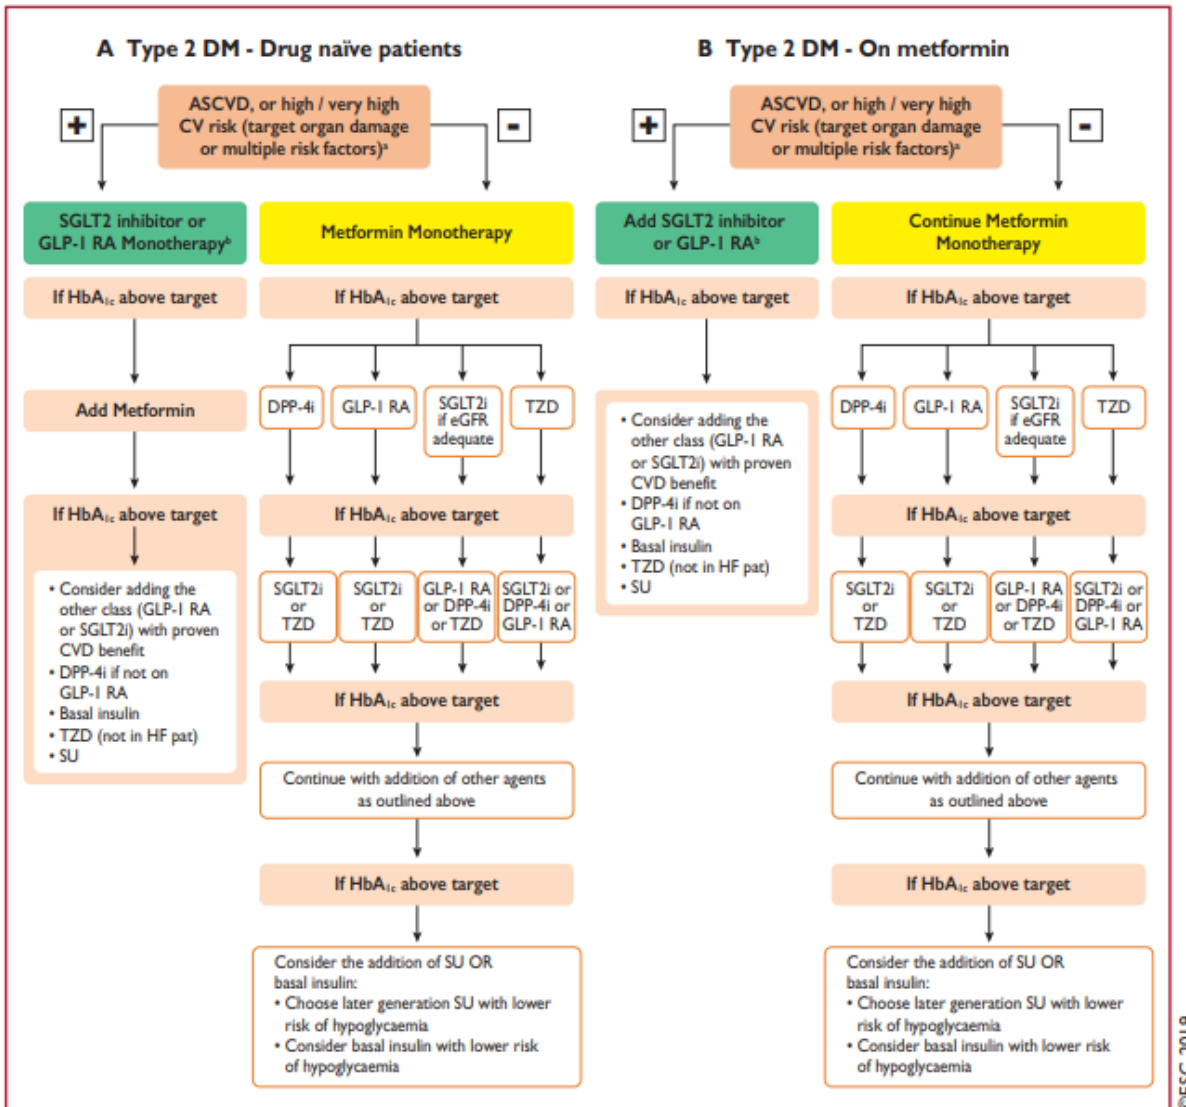 A Type 2 DM - Drug naïve patients
ASCVD, or high / very high
CV risk (target organ damage
or multiple risk factors)ᵃ
+
-
SGLT2 inhibitor or
GLP-1 RA Monotherapyᵇ
Metformin Monotherapy
If HbA₁c above target
If HbA₁c above target
Add Metformin
DPP-4i
GLP-1 RA
SGLT2i
if eGFR
adequate
TZD
If HbA₁c above target
If HbA₁c above target
• Consider adding the
other class (GLP-1 RA
or SGLT2i) with proven
CVD benefit
• DPP-4i if not on
GLP-1 RA
• Basal insulin
• TZD (not in HF pat)
• SU
SGLT2i
or
TZD
SGLT2i
or
TZD
GLP-1 RA
or DPP-4i
or TZD
SGLT2i or
DPP-4i or
GLP-1 RA
If HbA₁c above target
Continue with addition of other agents
as outlined above
If HbA₁c above target
Consider the addition of SU OR
basal insulin:
• Choose later generation SU with lower
risk of hypoglycaemia
• Consider basal insulin with lower risk
of hypoglycaemia
B Type 2 DM - On metformin
ASCVD, or high / very high
CV risk (target organ damage
or multiple risk factors)ᵃ
+
-
Add SGLT2 inhibitor
or GLP-1 RAᵇ
Continue Metformin
Monotherapy
If HbA₁c above target
If HbA₁c above target
• Consider adding the
other class (GLP-1 RA
or SGLT2i) with proven
CVD benefit
• DPP-4i if not on
GLP-1 RA
• Basal insulin
• TZD (not in HF pat)
• SU
DPP-4i
GLP-1 RA
SGLT2i
if eGFR
adequate
TZD
If HbA₁c above target
SGLT2i
or
TZD
SGLT2i
or
TZD
GLP-1 RA
or DPP-4i
or TZD
SGLT2i or
DPP-4i or
GLP-1 RA
If HbA₁c above target
Continue with addition of other agents
as outlined above
If HbA₁c above target
Consider the addition of SU OR
basal insulin:
• Choose later generation SU with lower
risk of hypoglycaemia
• Consider basal insulin with lower risk
of hypoglycaemia
©ESC 2019